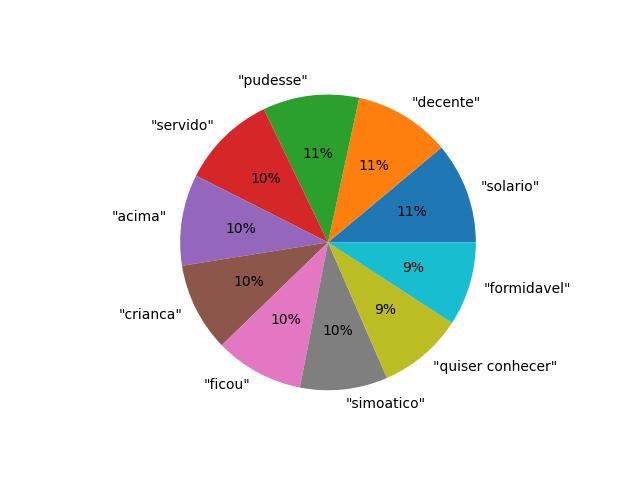 "pudesse"
"decente"
"servido"
11%
11%
10%
"solario"
11%
"acima"
10%
"formidavel"
9%
10%
"crianca"
10%
9%
10%
"quiser conhecer"
"ficou"
"simoatico"